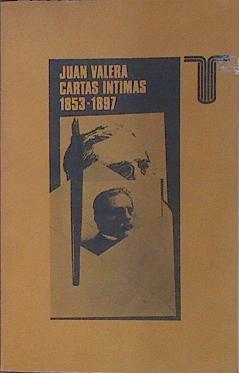 JUAN VALERA
CARTAS INTIMAS
1853-1897